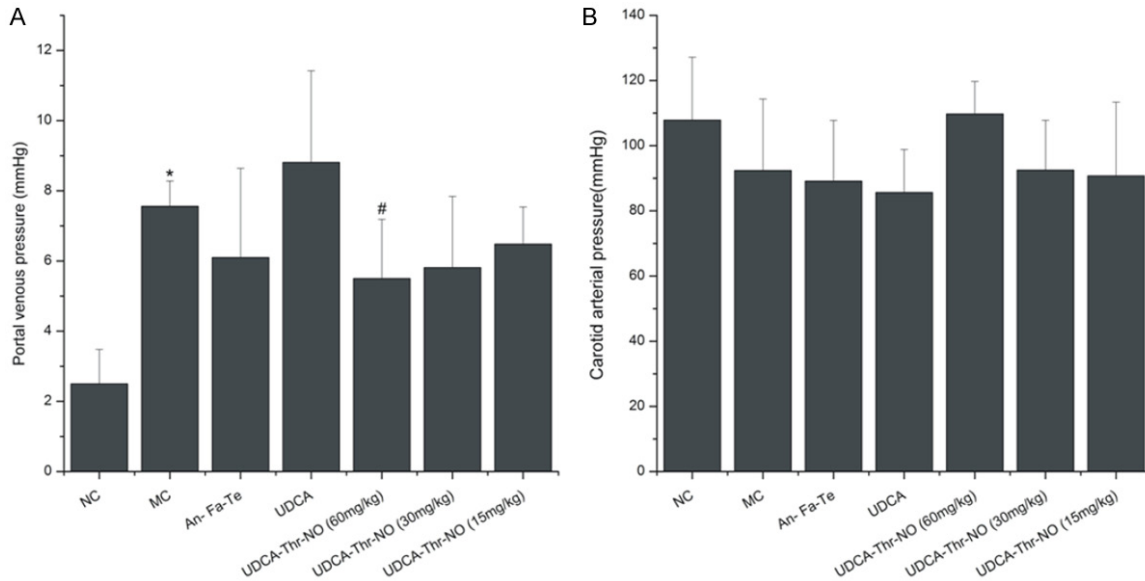 A
Portal venous pressure (mmHg)
12
10
8
6
4
2
0
*
#
NC
MC
An- Fa-Te
UDCA
UDCA-Thr-NO (60mg/kg)
UDCA-Thr-NO (30mg/kg)
UDCA-Thr-NO (15mg/kg)
B
Carotid arterial pressure(mmHg)
140
120
100
80
60
40
20
0
NC
MC
An- Fa-Te
UDCA
UDCA-Thr-NO (60mg/kg)
UDCA-Thr-NO (30mg/kg)
UDCA-Thr-NO (15mg/kg)